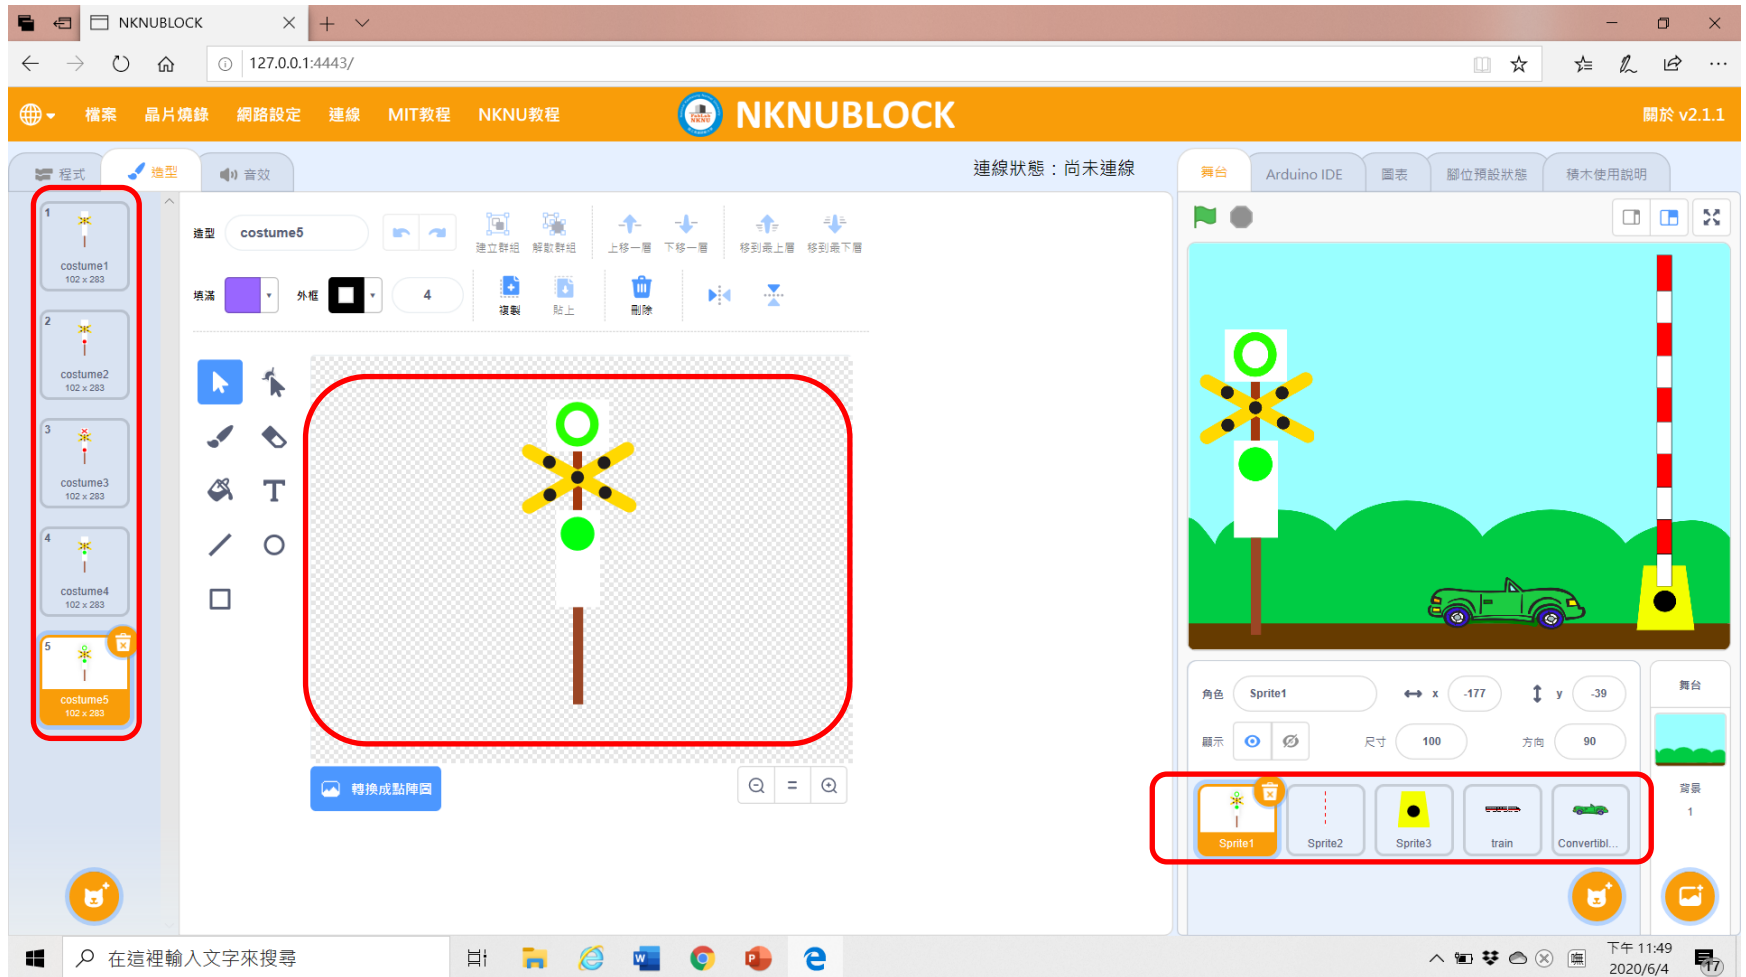 NKNUBLOCK
127.0.0.1:4443/
檔案 晶片燒錄 網路設定 連線 MIT教程 NKNU教程
NKNUBLOCK
關於 v2.1.1
程式 造型 音效
連線狀態：尚未連線
舞台 Arduino IDE 圖表 腳位預設狀態 積木使用說明
1
costume1
102 x 283
2
costume2
102 x 283
3
costume3
102 x 283
4
costume4
102 x 283
5
costume5
102 x 283
造型 costume5
建立群組 解散群組 上移一層 下移一層 移到最上層 移到最下層
填滿 外框 4
複製 貼上 刪除
轉換成點陣圖
角色 Sprite1 x -177 y -39
顯示 尺寸 100 方向 90
Sprite1 Sprite2 Sprite3 train Convertibl...
舞台
背景
1
在這裡輸入文字來搜尋
下午 11:49
2020/6/4
17